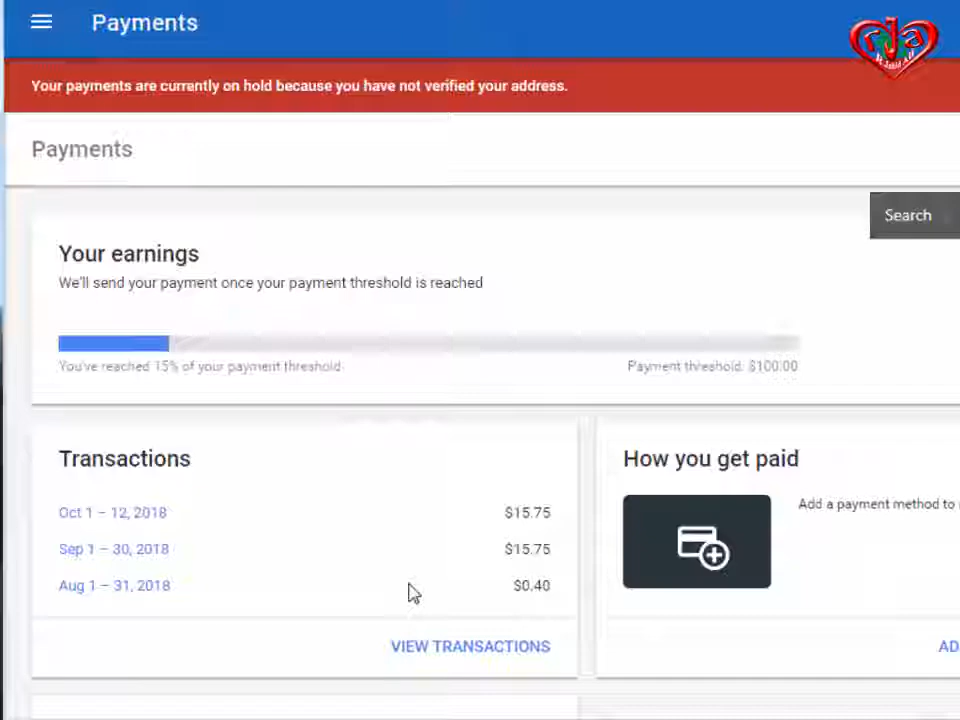 Payments
Your payments are currently on hold because you have not verified your address.
Payments
Search
Your earnings
We'll send your payment once your payment threshold is reached
You've reached 15% of your payment threshold
Payment threshold: $100.00
Transactions
Oct 1 – 12, 2018 $15.75
Sep 1 – 30, 2018 $15.75
Aug 1 – 31, 2018 $0.40
VIEW TRANSACTIONS
How you get paid
Add a payment method to